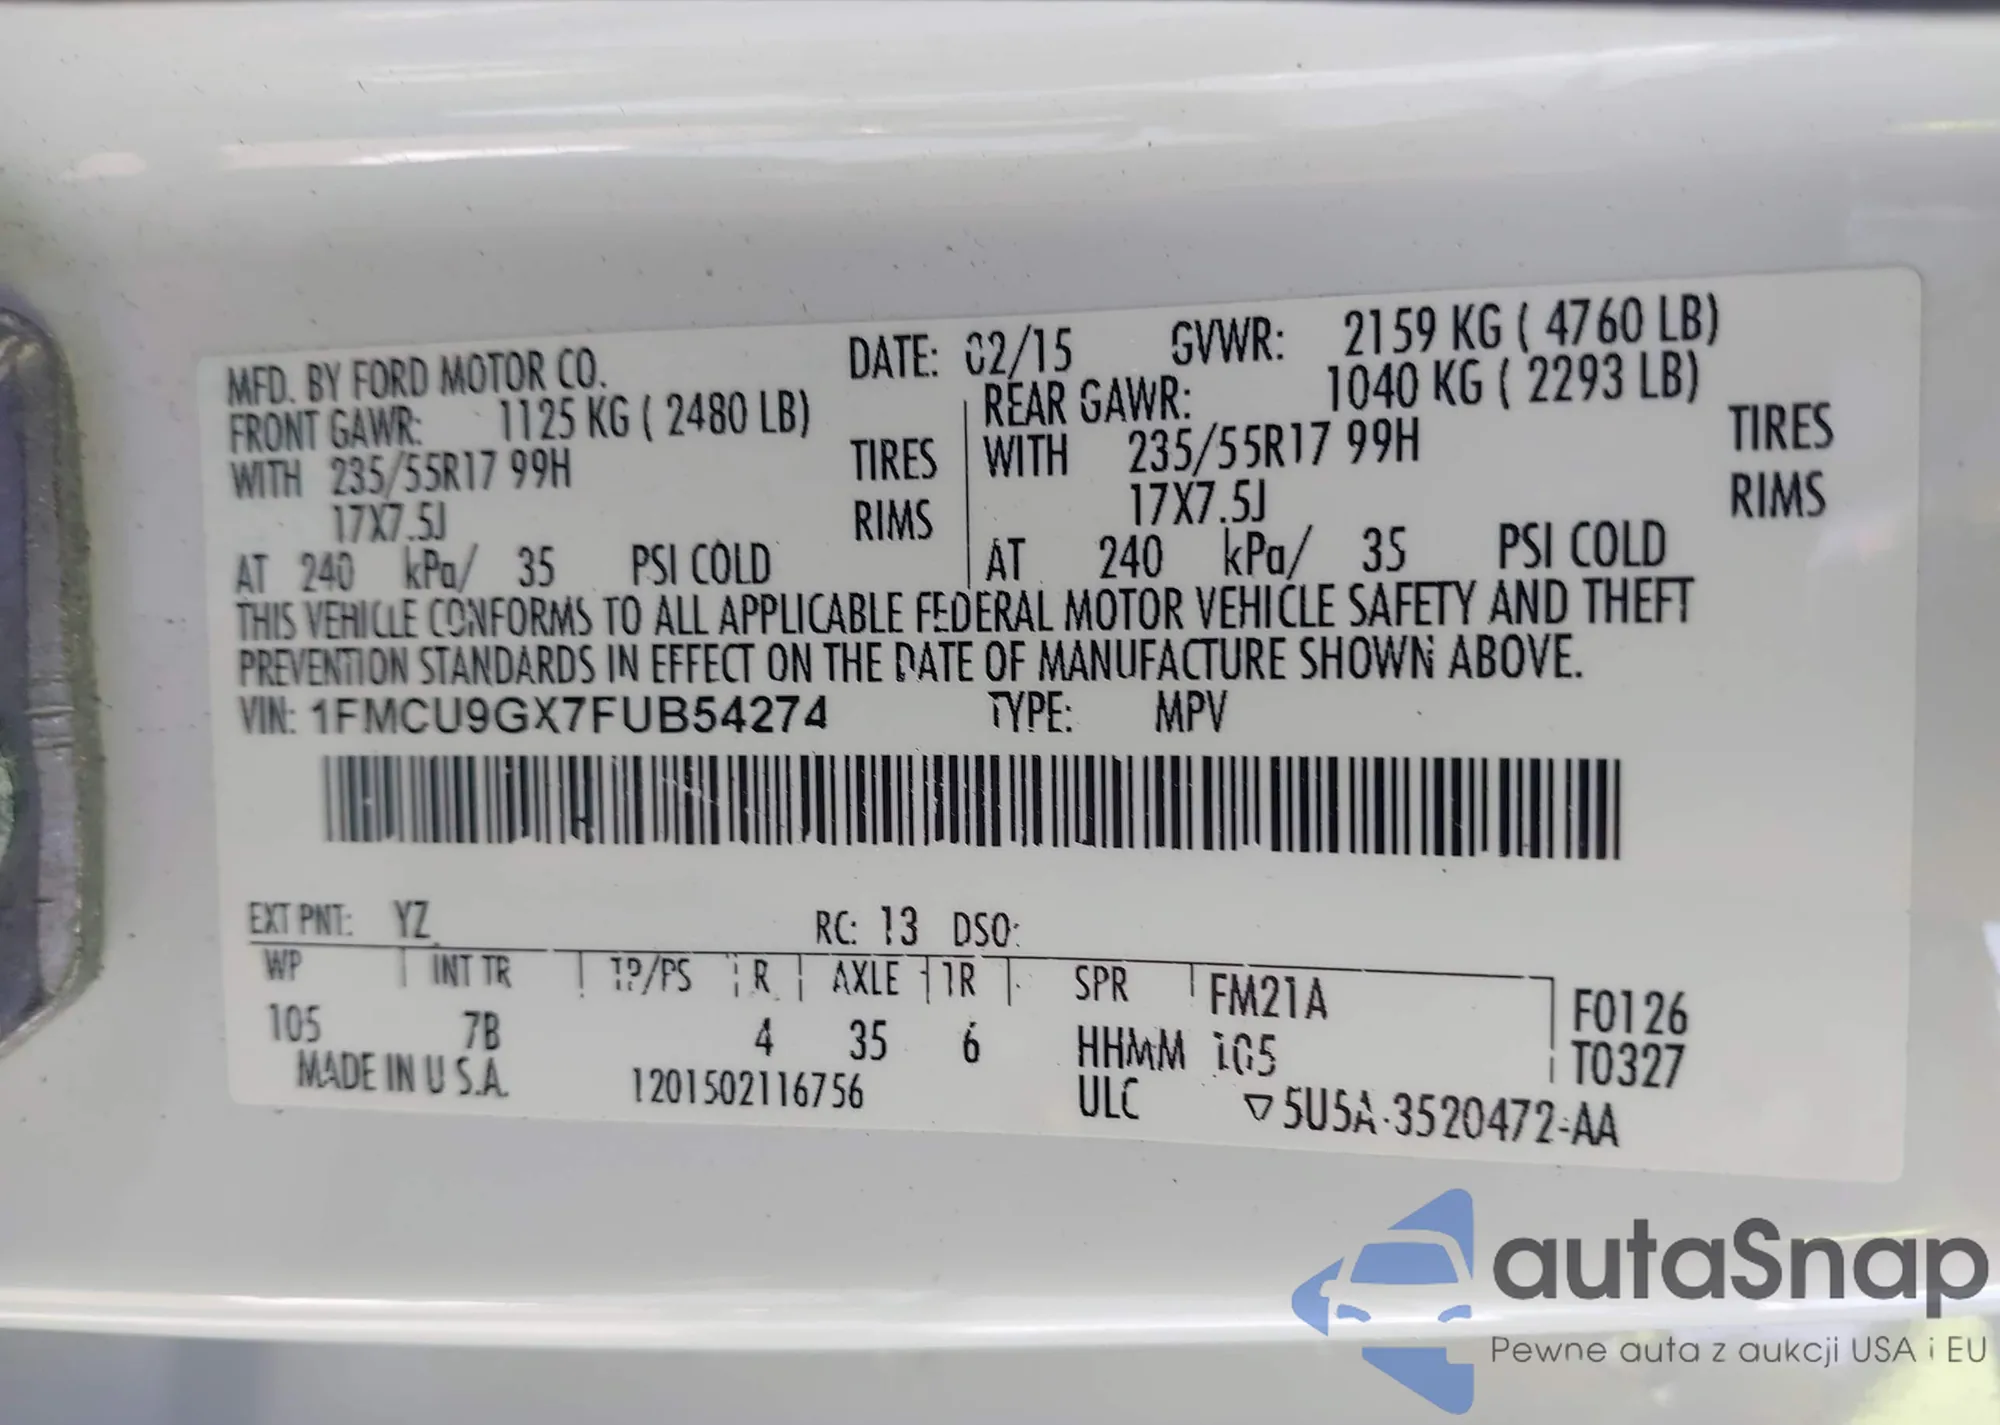 MFD. BY FORD MOTOR CO. DATE: 02/15 GVWR: 2159 KG ( 4760 LB)
FRONT GAWR: 1125 KG ( 2480 LB) REAR GAWR: 1040 KG ( 2293 LB)
WITH 235/55R17 99H TIRES WITH 235/55R17 99H TIRES
17X7.5J RIMS 17X7.5J RIMS
AT 240 kPa/ 35 PSI COLD AT 240 kPa/ 35 PSI COLD
THIS VEHICLE CONFORMS TO ALL APPLICABLE FEDERAL MOTOR VEHICLE SAFETY AND THEFT
PREVENTION STANDARDS IN EFFECT ON THE DATE OF MANUFACTURE SHOWN ABOVE.
VIN: 1FMCU9GX7FUB54274 TYPE: MPV
EXT PNT: YZ RC: 13 DSO:
WP INT TR TP/PS R AXLE TR SPR FM21A F0126
105 7B 4 35 6 HHMM 105 T0327
MADE IN U.S.A. 1201502116756 ULC ▽5U5A-3520472-AA
autaSnap
Pewne auta z aukcji USA i EU